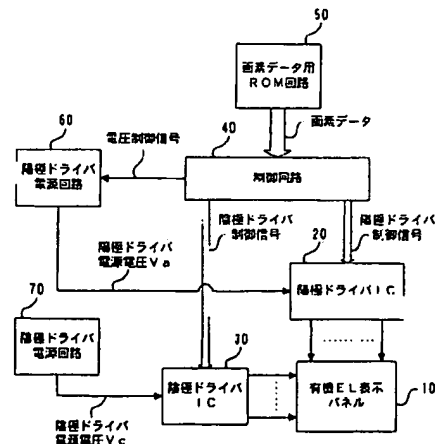 50
画素データ用
ROM回路
画素データ
60
電圧制御信号
40
陽極ドライバ
電源回路
制御回路
陰極ドライバ
制御信号
陽極ドライバ
制御信号
20
陽極ドライバ
電源電圧Va
陽極ドライバIC
70
陰極ドライバ
電源回路
30
陰極ドライバ
IC
有機EL表示
パネル
10
陰極ドライバ
電源電圧Vc